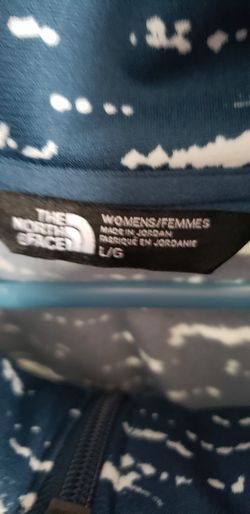 THE
NORTH
FACE
WOMENS/FEMMES
MADE IN JORDAN
FABRIQUÉ EN JORDANIE
L/G